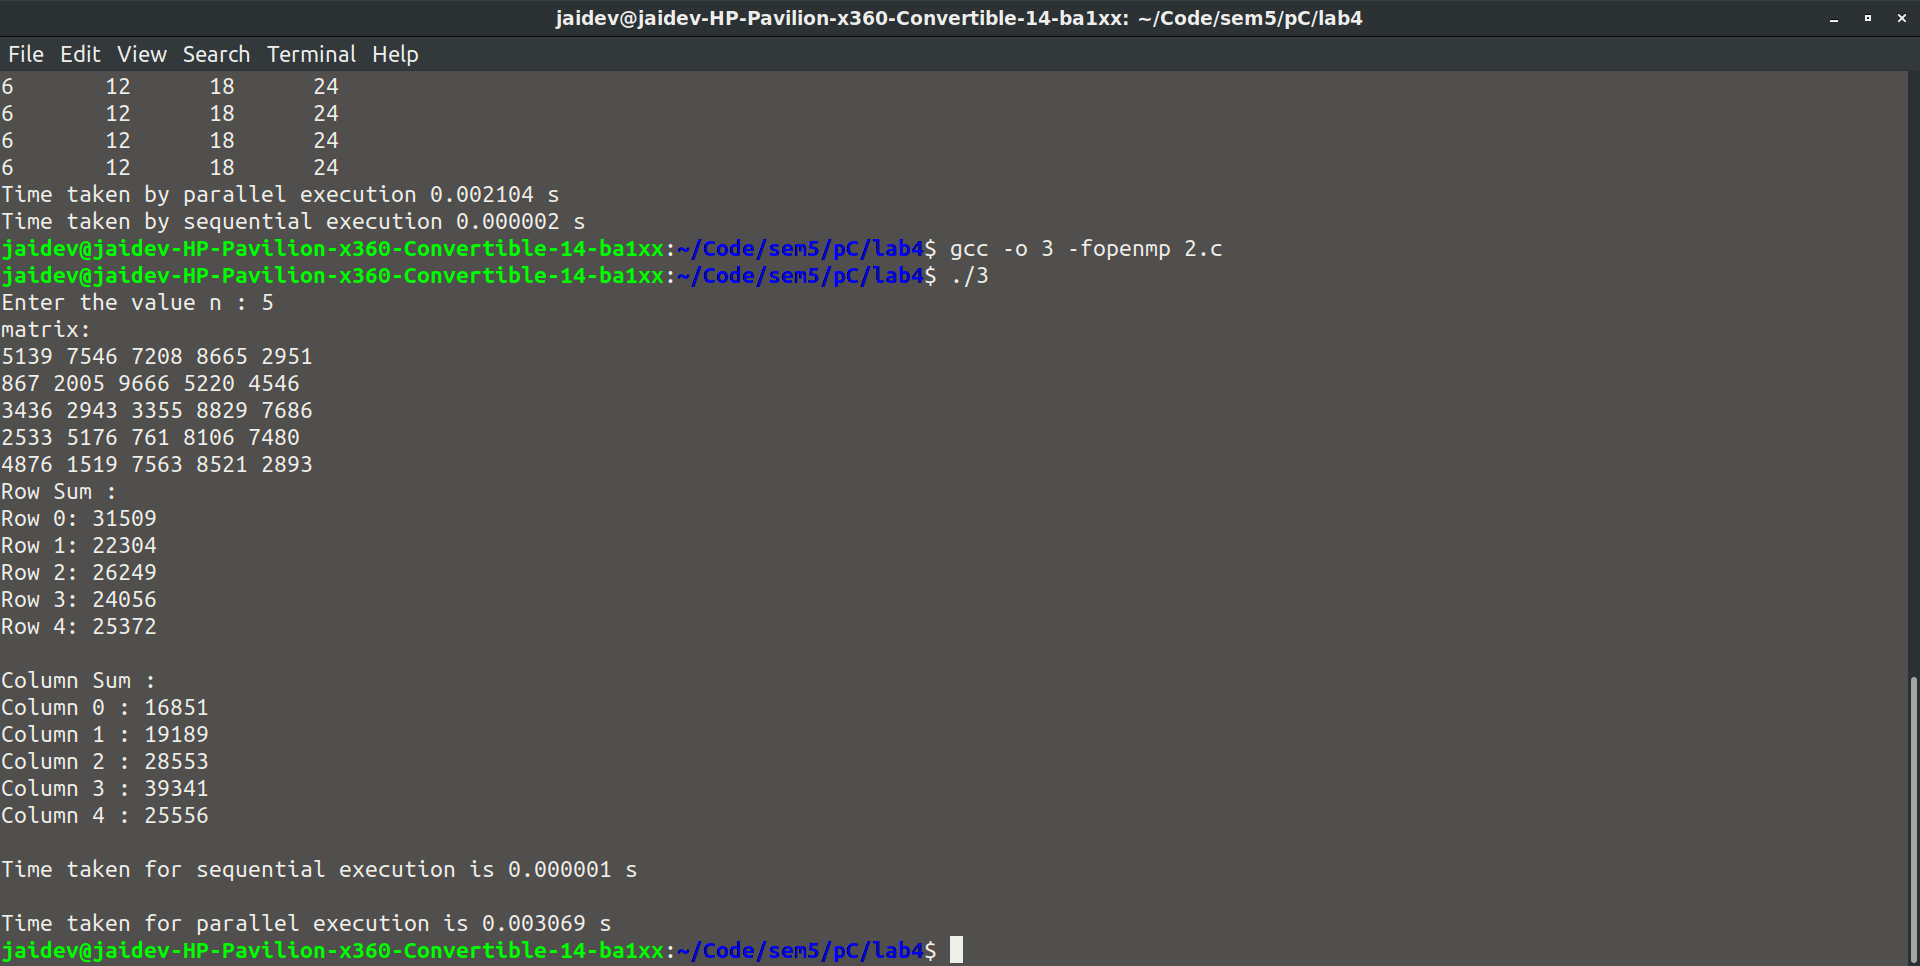 jaidev@jaidev-HP-Pavilion-x360-Convertible-14-ba1xx: ~/Code/sem5/pC/lab4
File Edit View Search Terminal Help
6 12 18 24
6 12 18 24
6 12 18 24
6 12 18 24
Time taken by parallel execution 0.002104 s
Time taken by sequential execution 0.000002 s
jaidev@jaidev-HP-Pavilion-x360-Convertible-14-ba1xx:~/Code/sem5/pC/lab4$ gcc -o 3 -fopenmp 2.c
jaidev@jaidev-HP-Pavilion-x360-Convertible-14-ba1xx:~/Code/sem5/pC/lab4$ ./3
Enter the value n : 5
matrix:
5139 7546 7208 8665 2951
867 2005 9666 5220 4546
3436 2943 3355 8829 7686
2533 5176 761 8106 7480
4876 1519 7563 8521 2893
Row Sum :
Row 0: 31509
Row 1: 22304
Row 2: 26249
Row 3: 24056
Row 4: 25372
Column Sum :
Column 0 : 16851
Column 1 : 19189
Column 2 : 28553
Column 3 : 39341
Column 4 : 25556
Time taken for sequential execution is 0.000001 s
Time taken for parallel execution is 0.003069 s
jaidev@jaidev-HP-Pavilion-x360-Convertible-14-ba1xx:~/Code/sem5/pC/lab4$